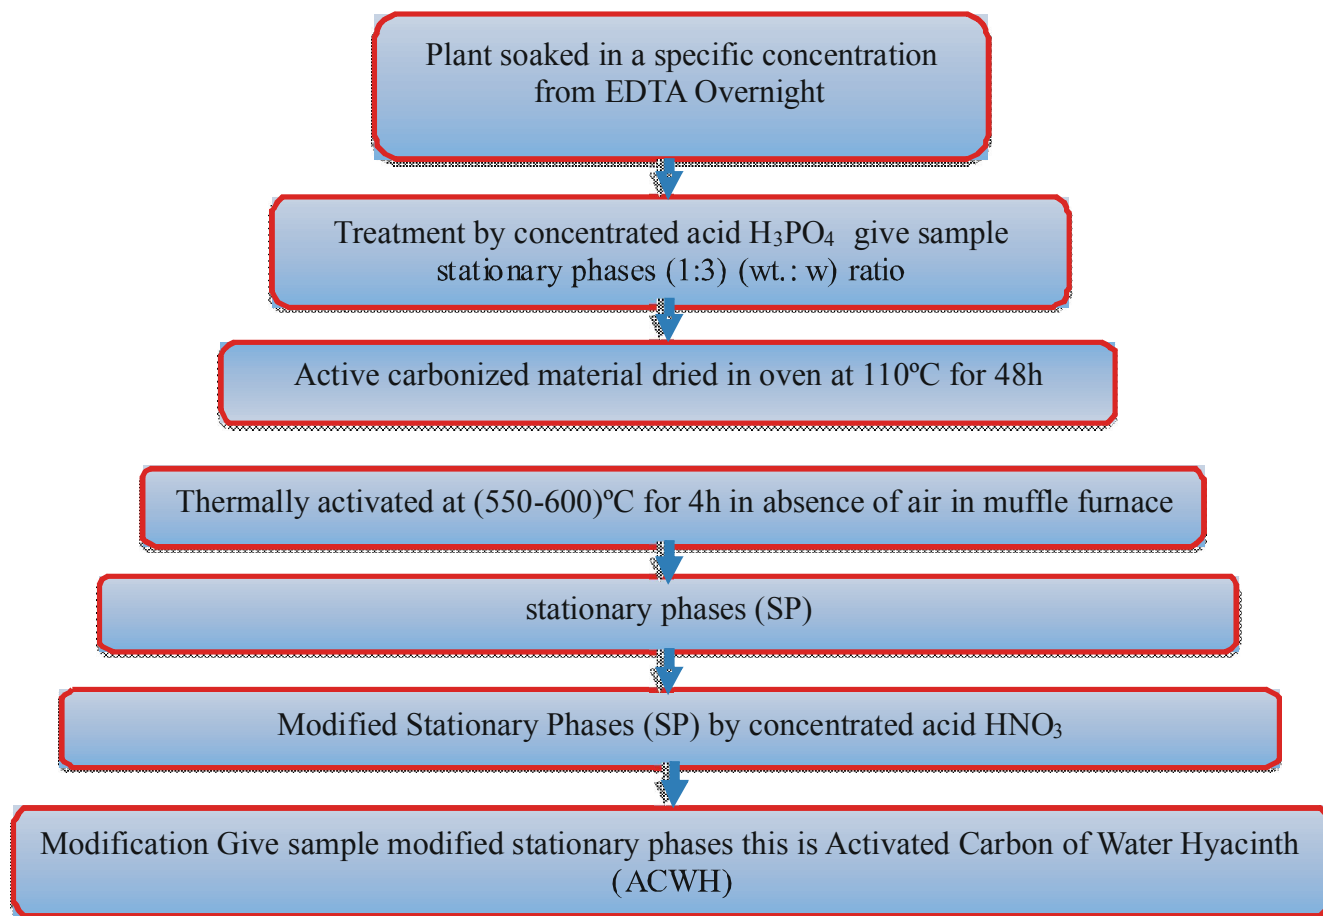 Plant soaked in a specific concentration
from EDTA Overnight
Treatment by concentrated acid H₃PO₄ give sample
stationary phases (1:3) (wt.: w) ratio
Active carbonized material dried in oven at 110ºC for 48h
Thermally activated at (550-600)ºC for 4h in absence of air in muffle furnace
stationary phases (SP)
Modified Stationary Phases (SP) by concentrated acid HNO₃
Modification Give sample modified stationary phases this is Activated Carbon of Water Hyacinth
(ACWH)